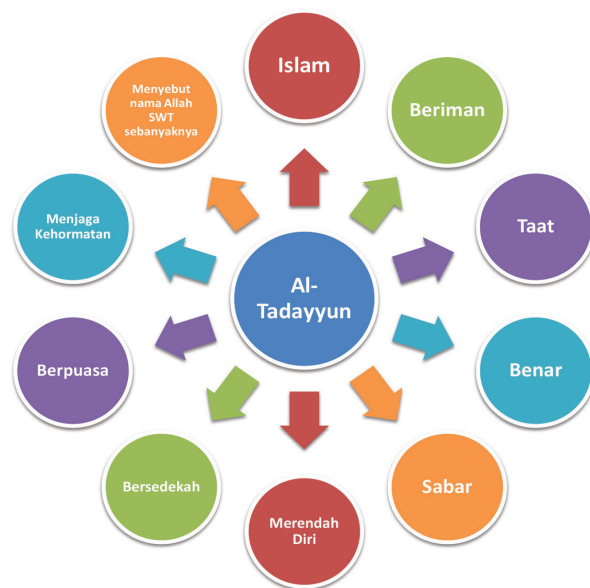 Islam
Beriman
Taat
Benar
Sabar
Merendah
Diri
Bersedekah
Berpuasa
Menjaga
Kehormatan
Menyebut
nama Allah
SWT
sebanyaknya
Al-
Tadayyun